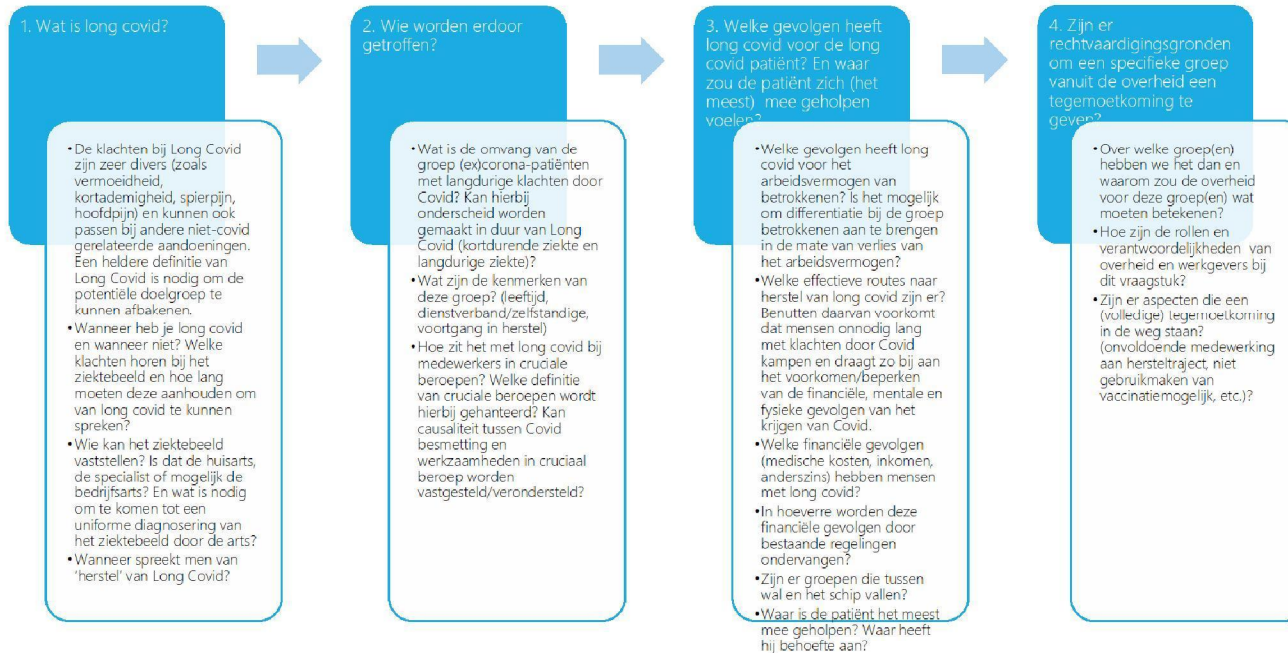 1. Wat is long covid?
• De klachten bij Long Covid
zijn zeer divers (zoals
vermoeidheid,
kortademigheid, spierpijn,
hoofdpijn) en kunnen ook
passen bij andere niet-covid
gerelateerde aandoeningen.
Een heldere definitie van
Long Covid is nodig om de
potentiële doelgroep te
kunnen afbakenen.
• Wanneer heb je long covid
en wanneer niet? Welke
klachten horen bij het
ziektebeeld en hoe lang
moeten deze aanhouden om
van long covid te kunnen
spreken?
• Wie kan het ziektebeeld
vaststellen? Is dat de huisarts,
de specialist of mogelijk de
bedrijfsarts? En wat is nodig
om te komen tot een
uniforme diagnosering van
het ziektebeeld door de arts?
• Wanneer spreekt men van
‘herstel’ van Long Covid?
2. Wie worden erdoor
getroffen?
• Wat is de omvang van de
groep (ex)corona-patiënten
met langdurige klachten door
Covid? Kan hierbij
onderscheid worden
gemaakt in duur van Long
Covid (kortdurende ziekte en
langdurige ziekte)?
• Wat zijn de kenmerken van
deze groep? (leeftijd,
dienstverband/zelfstandige,
voortgang in herstel)
• Hoe zit het met long covid bij
medewerkers in cruciale
beroepen? Welke definitie
van cruciale beroepen wordt
hierbij gehanteerd? Kan
causaliteit tussen Covid
besmetting en
werkzaamheden in cruciaal
beroep worden
vastgesteld/verondersteld?
3. Welke gevolgen heeft
long covid voor de long
covid patiënt? En waar
zou de patiënt zich (het
meest) mee geholpen
voelen?
• Welke gevolgen heeft long
covid voor het
arbeidsvermogen van
betrokkenen? Is het mogelijk
om differentiatie bij de groep
betrokkenen aan te brengen
in de mate van verlies van
het arbeidsvermogen?
• Welke effectieve routes naar
herstel van long covid zijn er?
Benutten daarvan voorkomt
dat mensen onnodig lang
met klachten door Covid
kampen en draagt zo bij aan
het voorkomen/beperken
van de financiële, mentale en
fysieke gevolgen van het
krijgen van Covid.
• Welke financiële gevolgen
(medische kosten, inkomen,
anderszins) hebben mensen
met long covid?
• In hoeverre worden deze
financiële gevolgen door
bestaande regelingen
ondervangen?
• Zijn er groepen die tussen
wal en het schip vallen?
• Waar is de patiënt het meest
mee geholpen? Waar heeft
hij behoefte aan?
4. Zijn er
rechtvaardigingsgronden
om een specifieke groep
vanuit de overheid een
tegemoetkoming te
geven?
• Over welke groep(en)
hebben we het dan en
waarom zou de overheid
voor deze groep(en) wat
moeten betekenen?
• Hoe zijn de rollen en
verantwoordelijkheden van
overheid en werkgevers bij
dit vraagstuk?
• Zijn er aspecten die een
(volledige) tegemoetkoming
in de weg staan?
(onvoldoende medewerking
aan hersteltraject, niet
gebruikmaken van
vaccinatiemogelijk, etc.)?